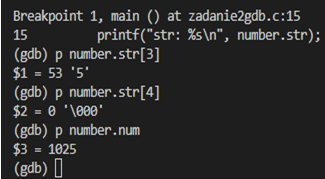 Breakpoint 1, main () at zadanie2gdb.c:15
15 printf("str: %s\n", number.str);
(gdb) p number.str[3]
$1 = 53 '5'
(gdb) p number.str[4]
$2 = 0 '\000'
(gdb) p number.num
$3 = 1025
(gdb)